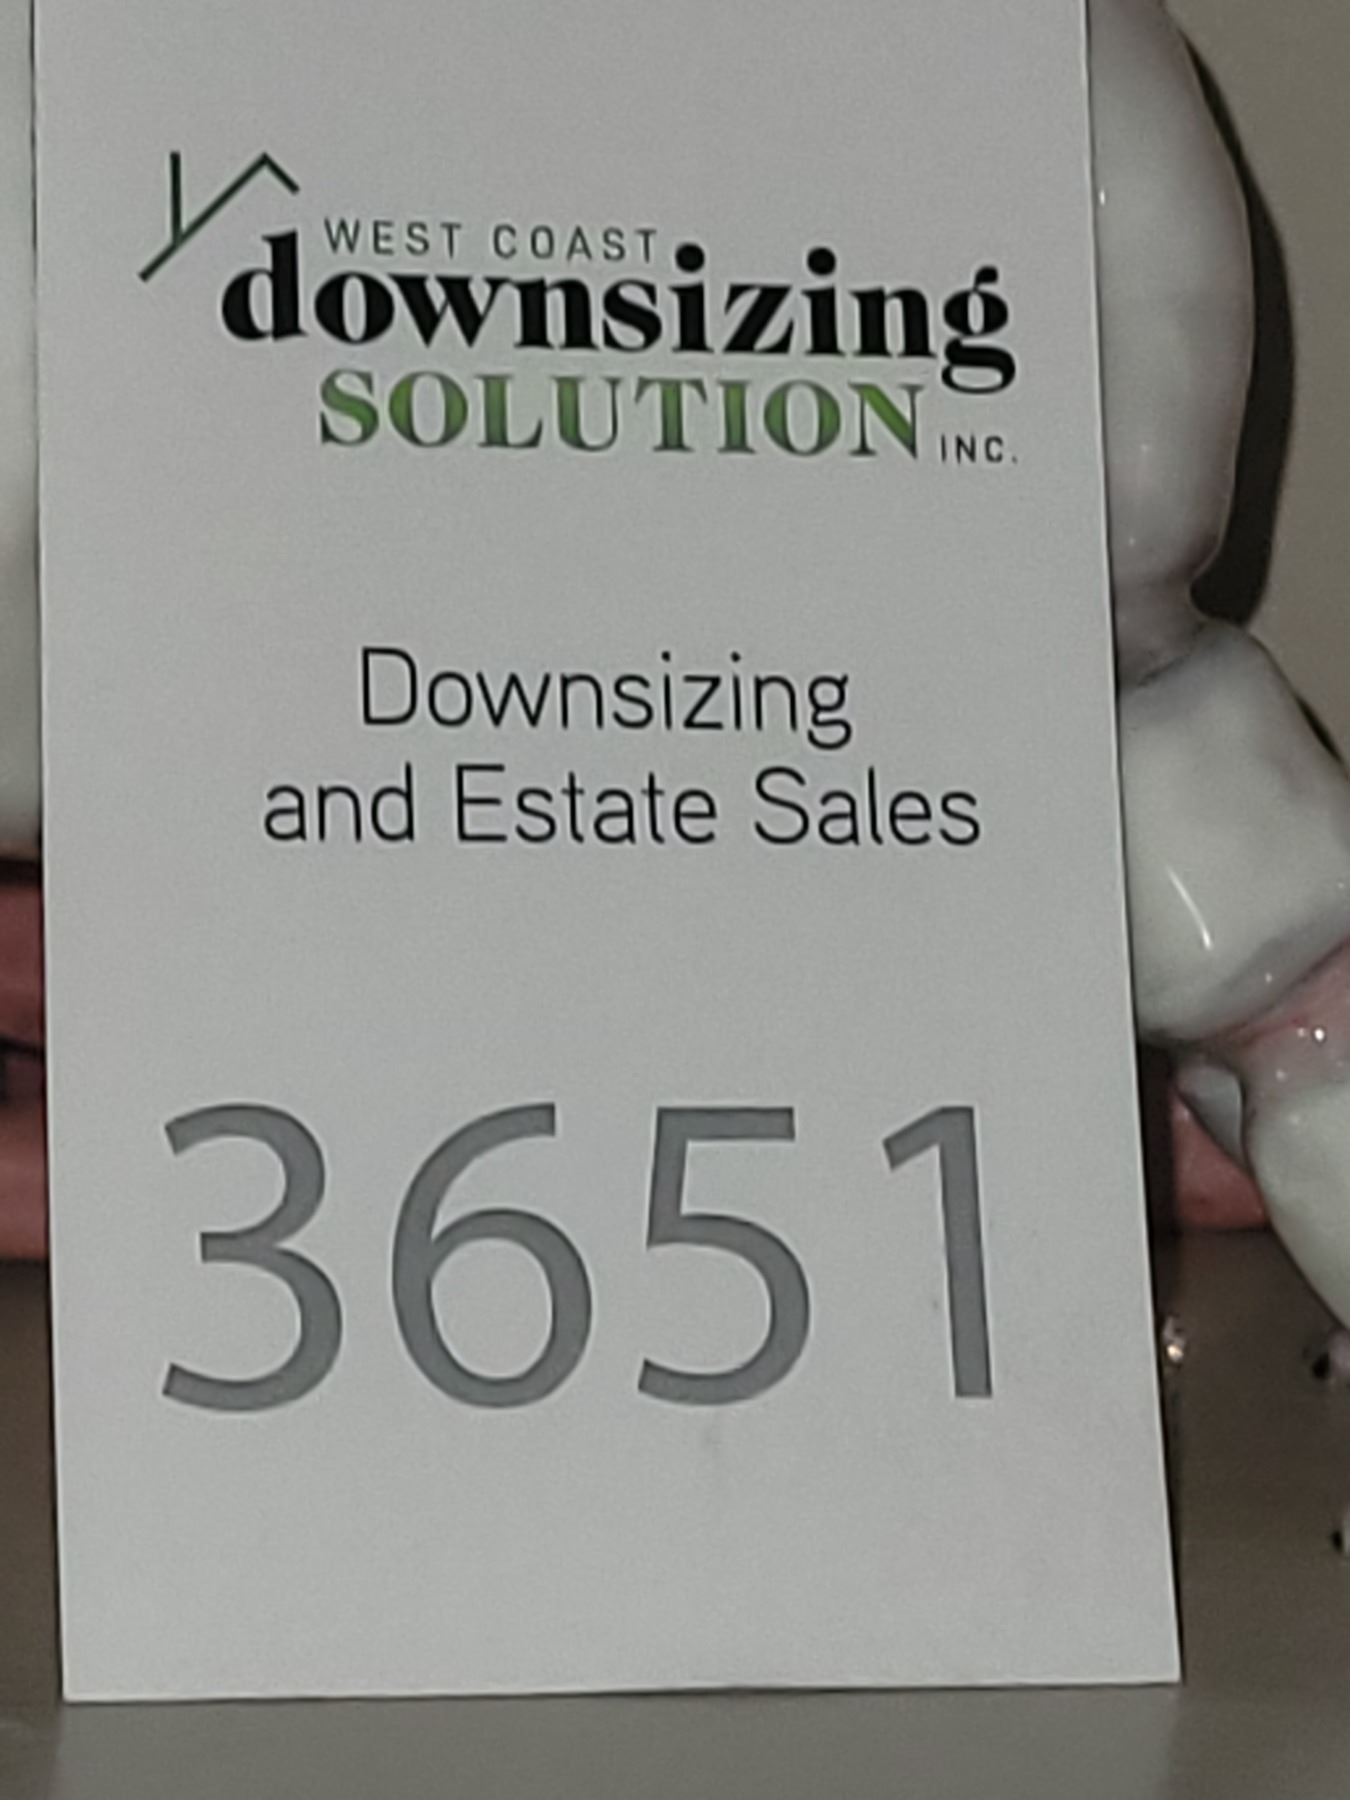 WEST COAST
downsizing
SOLUTION INC.
Downsizing
and Estate Sales
3651